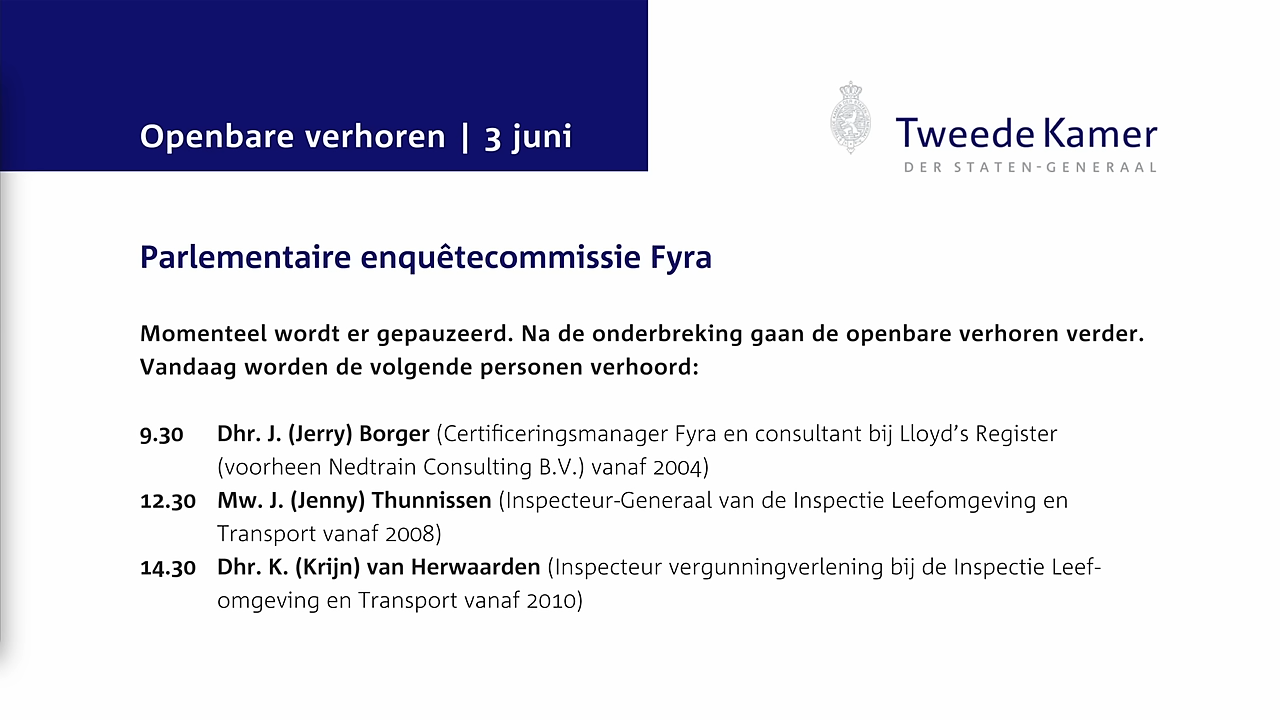 Openbare verhoren | 3 juni
Tweede Kamer
DER STATEN-GENERAAL
Parlementaire enquêtecommissie Fyra
Momenteel wordt er gepauzeerd. Na de onderbreking gaan de openbare verhoren verder.
Vandaag worden de volgende personen verhoord:
9.30 Dhr. J. (Jerry) Borger (Certificeringsmanager Fyra en consultant bij Lloyd's Register
(voorheen Nedtrain Consulting B.V.) vanaf 2004)
12.30 Mw. J. (Jenny) Thunnissen (Inspecteur-Generaal van de Inspectie Leefomgeving en
Transport vanaf 2008)
14.30 Dhr. K. (Krijn) van Herwaarden (Inspecteur vergunningverlening bij de Inspectie Leef-
omgeving en Transport vanaf 2010)